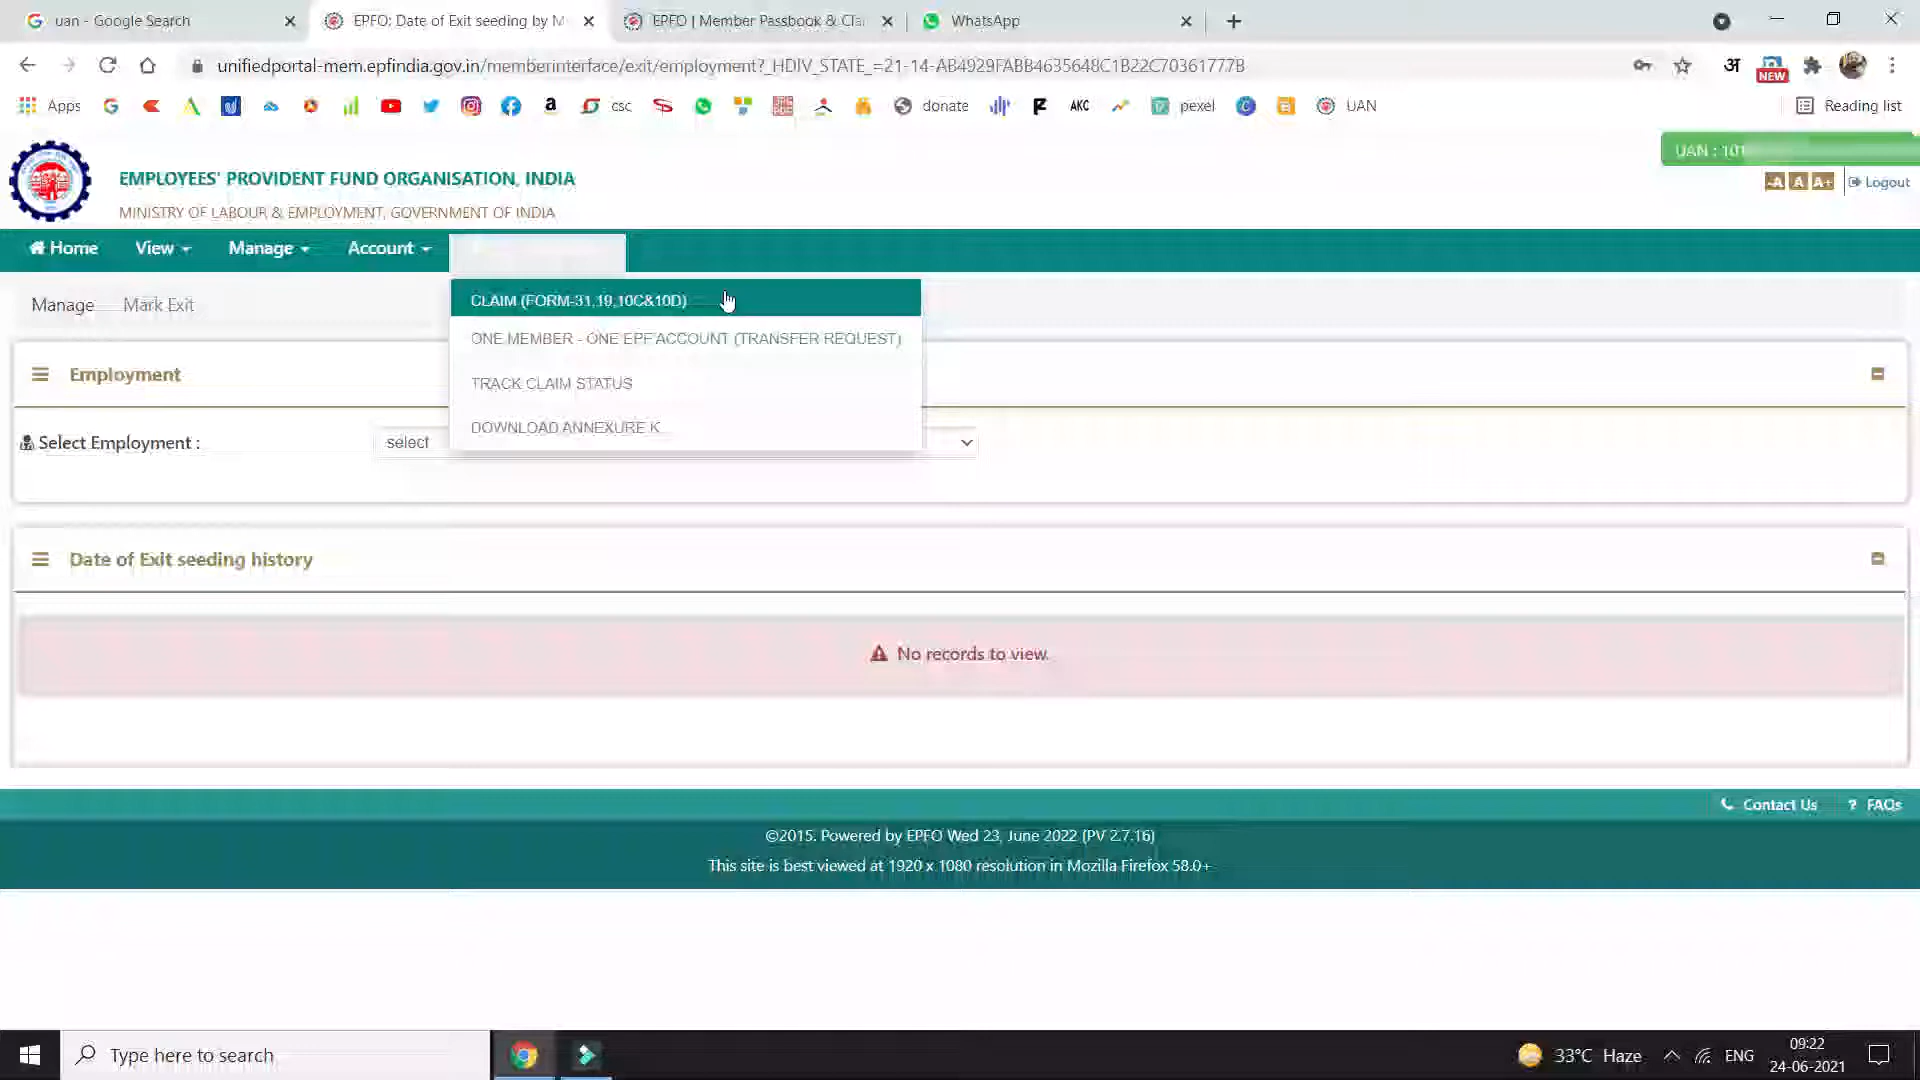 uan - Google Search
EPFO: Date of Exit seeding by M
EPFO | Member Passbook & Cla
WhatsApp
unifiedportal-mem.epfindia.gov.in/memberinterface/exit/employment?_HDIV_STATE_=21-14-AB4929FABB4635648C1B22C70361777B
अ
NEW
Apps
csc
donate
AKC
pexel
UAN
Reading list
UAN : 101
EMPLOYEES' PROVIDENT FUND ORGANISATION, INDIA
MINISTRY OF LABOUR & EMPLOYMENT, GOVERNMENT OF INDIA
-A A A+
Logout
Home
View
Manage
Account
Manage
Mark Exit
CLAIM (FORM-31,19,10C&10D)
ONE MEMBER - ONE EPF ACCOUNT (TRANSFER REQUEST)
TRACK CLAIM STATUS
DOWNLOAD ANNEXURE K
Employment
Select Employment :
select
Date of Exit seeding history
No records to view.
Contact Us
? FAQs
©2015. Powered by EPFO Wed 23, June 2022 (PV 2.7.16)
This site is best viewed at 1920 x 1080 resolution in Mozilla Firefox 58.0+
Type here to search
33°C Haze
ENG
09:22
24-06-2021